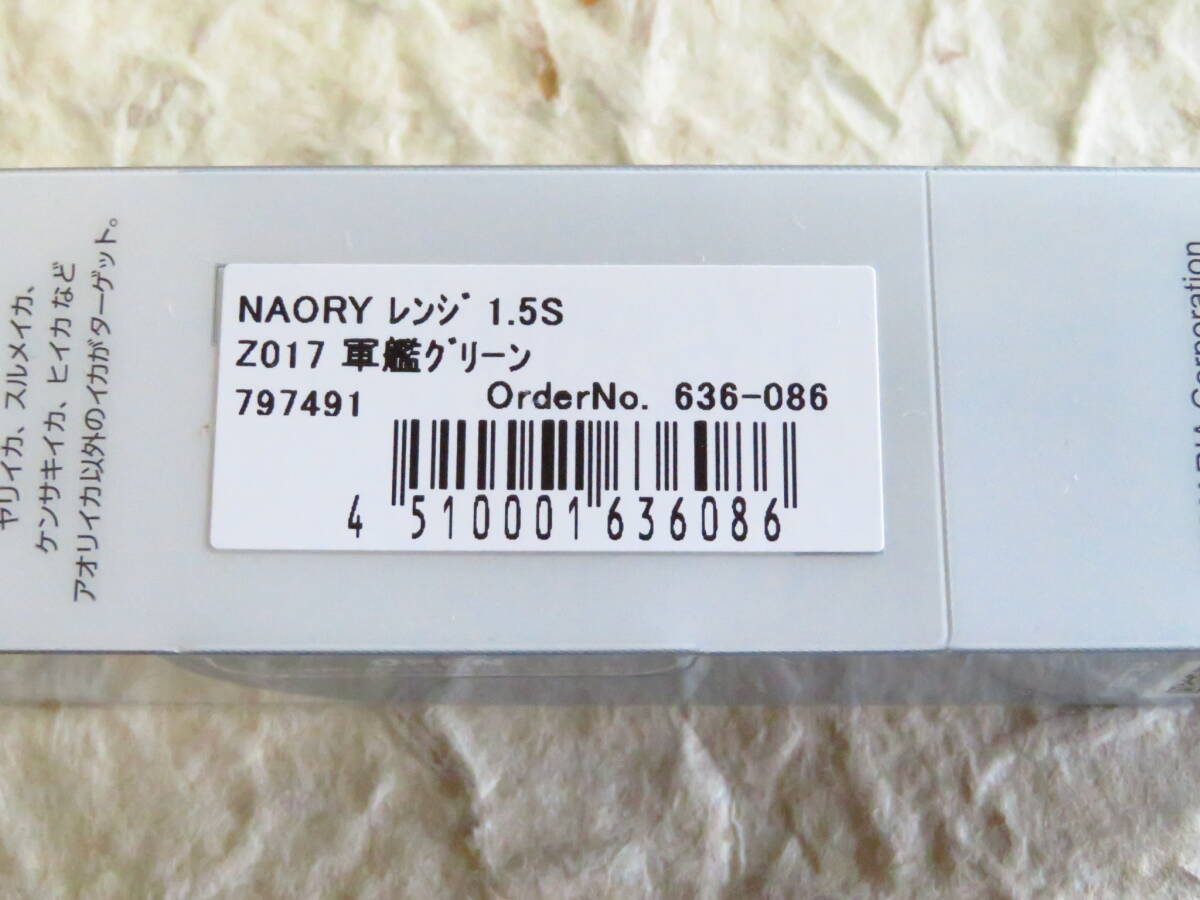 ヤリイカ、スルメイカ、
ケンサキイカ、ヒイカなど
アオリイカ以外のイカがターゲット。
NAORY レンジ 1.5S
Z017 軍艦グリーン
797491 OrderNo. 636-086
4 510001 636086
Corporation